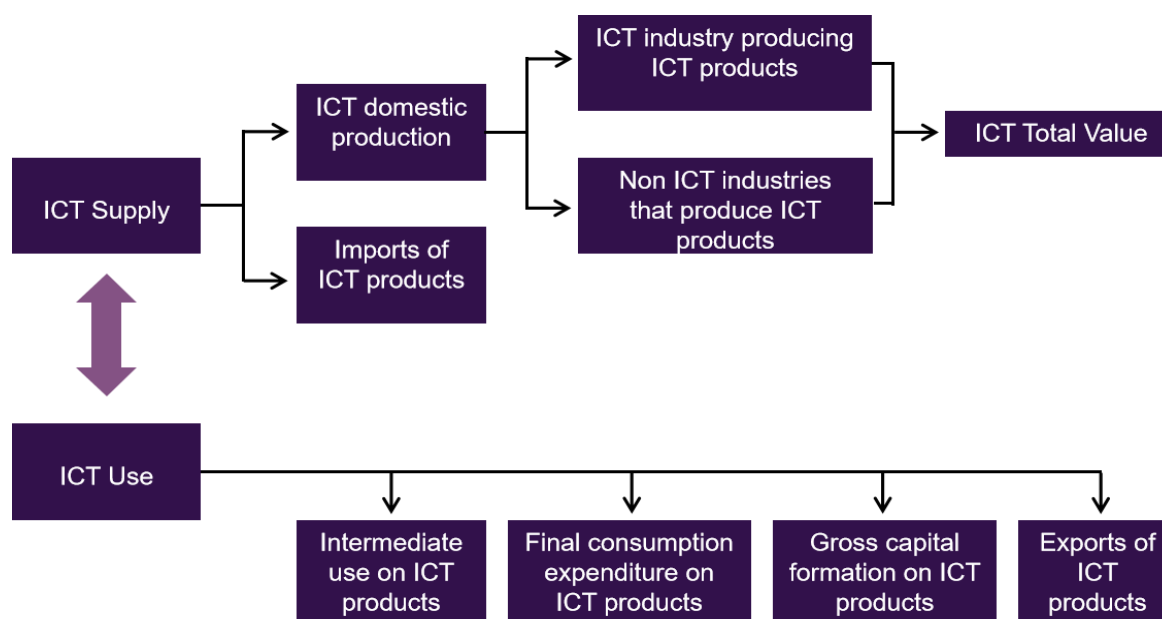 ICT industry producing
ICT products
ICT domestic
production
ICT Total Value
Non ICT industries
that produce ICT
products
ICT Supply
Imports of
ICT products
ICT Use
Intermediate
use on ICT
products
Final consumption
expenditure on
ICT products
Gross capital
formation on ICT
products
Exports of
ICT
products